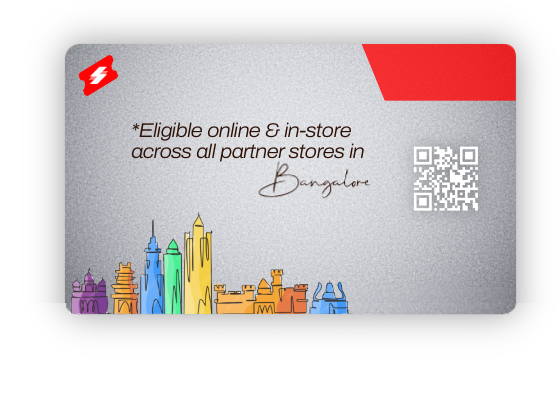 *Eligible online & in-store
across all partner stores in
Bangalore